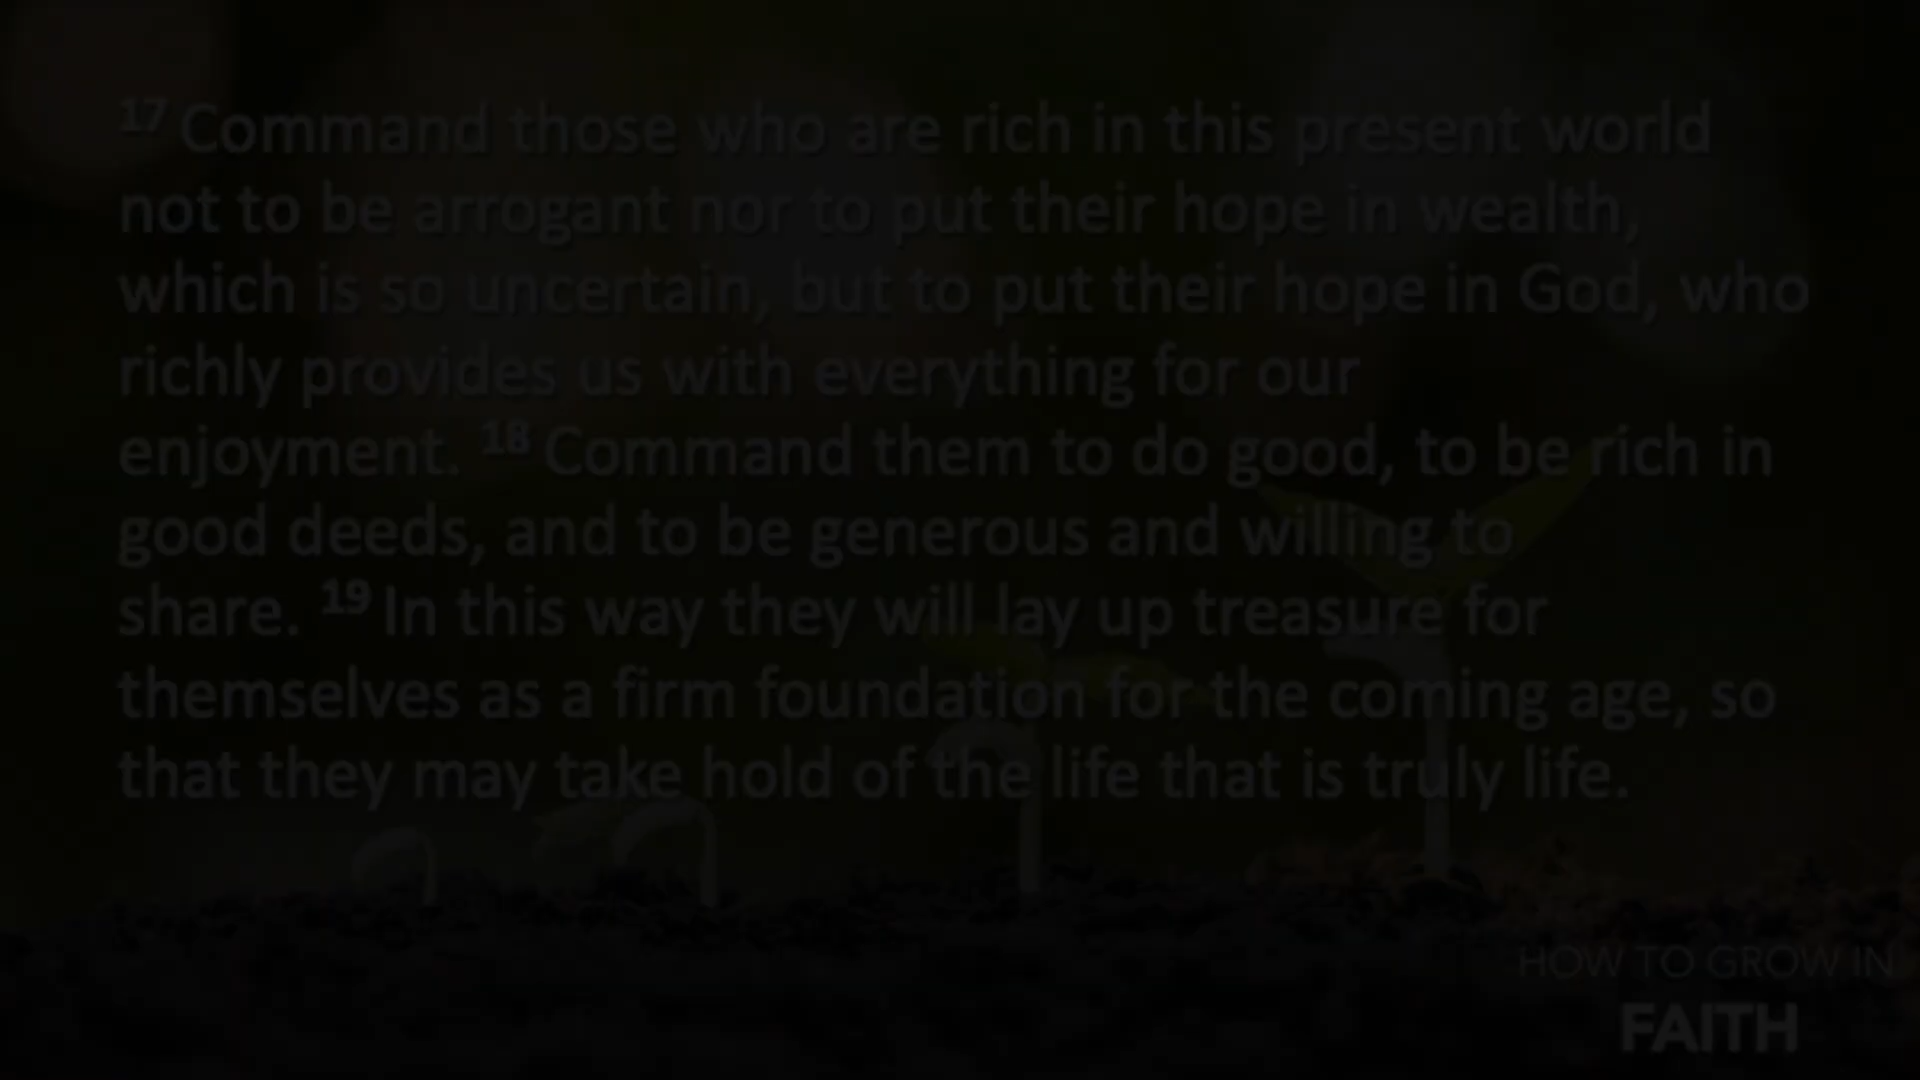 17 Command those who are rich in this present world
not to be arrogant nor to put their hope in wealth,
which is so uncertain, but to put their hope in God, who
richly provides us with everything for our
enjoyment. 18 Command them to do good, to be rich in
good deeds, and to be generous and willing to
share. 19 In this way they will lay up treasure for
themselves as a firm foundation for the coming age, so
that they may take hold of the life that is truly life.
HOW TO GROW IN
FAITH